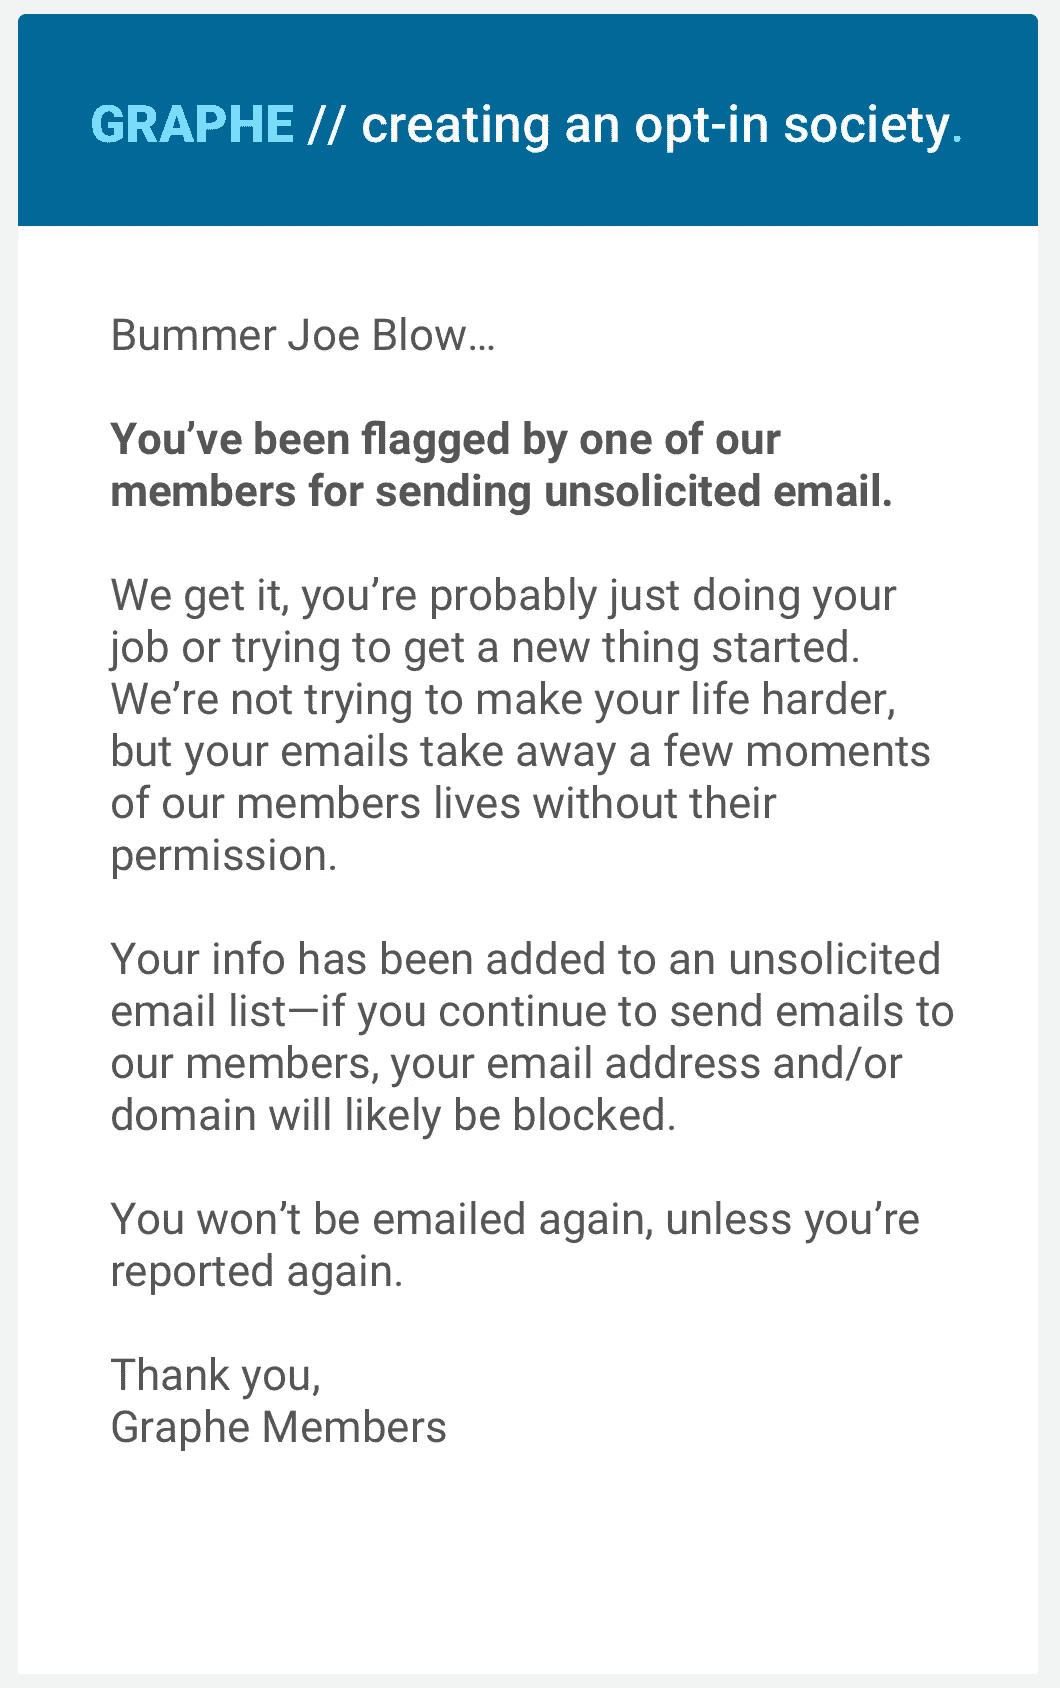 GRAPHE // creating an opt-in society.
Bummer Joe Blow…
You’ve been flagged by one of our
members for sending unsolicited email.
We get it, you’re probably just doing your
job or trying to get a new thing started.
We’re not trying to make your life harder,
but your emails take away a few moments
of our members lives without their
permission.
Your info has been added to an unsolicited
email list—if you continue to send emails to
our members, your email address and/or
domain will likely be blocked.
You won’t be emailed again, unless you’re
reported again.
Thank you,
Graphe Members